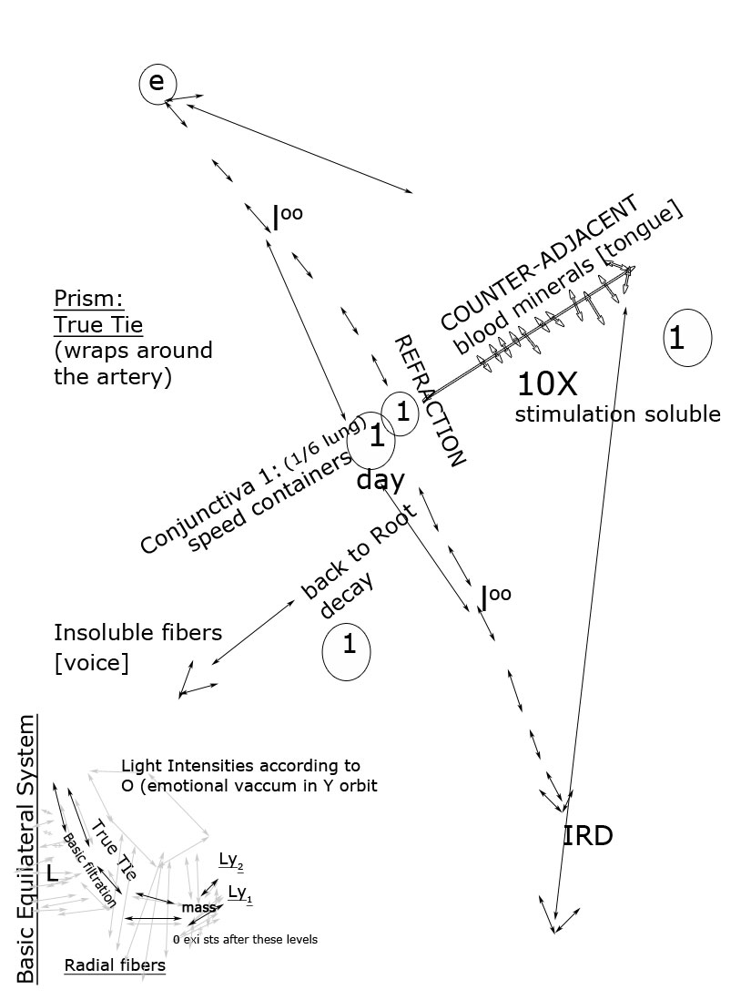 e
l°°
COUNTER-ADJACENT
blood minerals [tongue]
Prism:
True Tie
(wraps around
the artery)
REFRACTION
1
10X
stimulation soluble
1
1
day
Conjunctiva 1: (1/6 lung)
speed containers
back to Root
decay
l°°
Insoluble fibers
[voice]
1
IRD
Basic Equilateral System
Light Intensities according to
O (emotional vaccum in Y orbit
True TIe
Basic filtration
L
Ly2
Ly1
mass
0 exi sts after these levels
Radial fibers